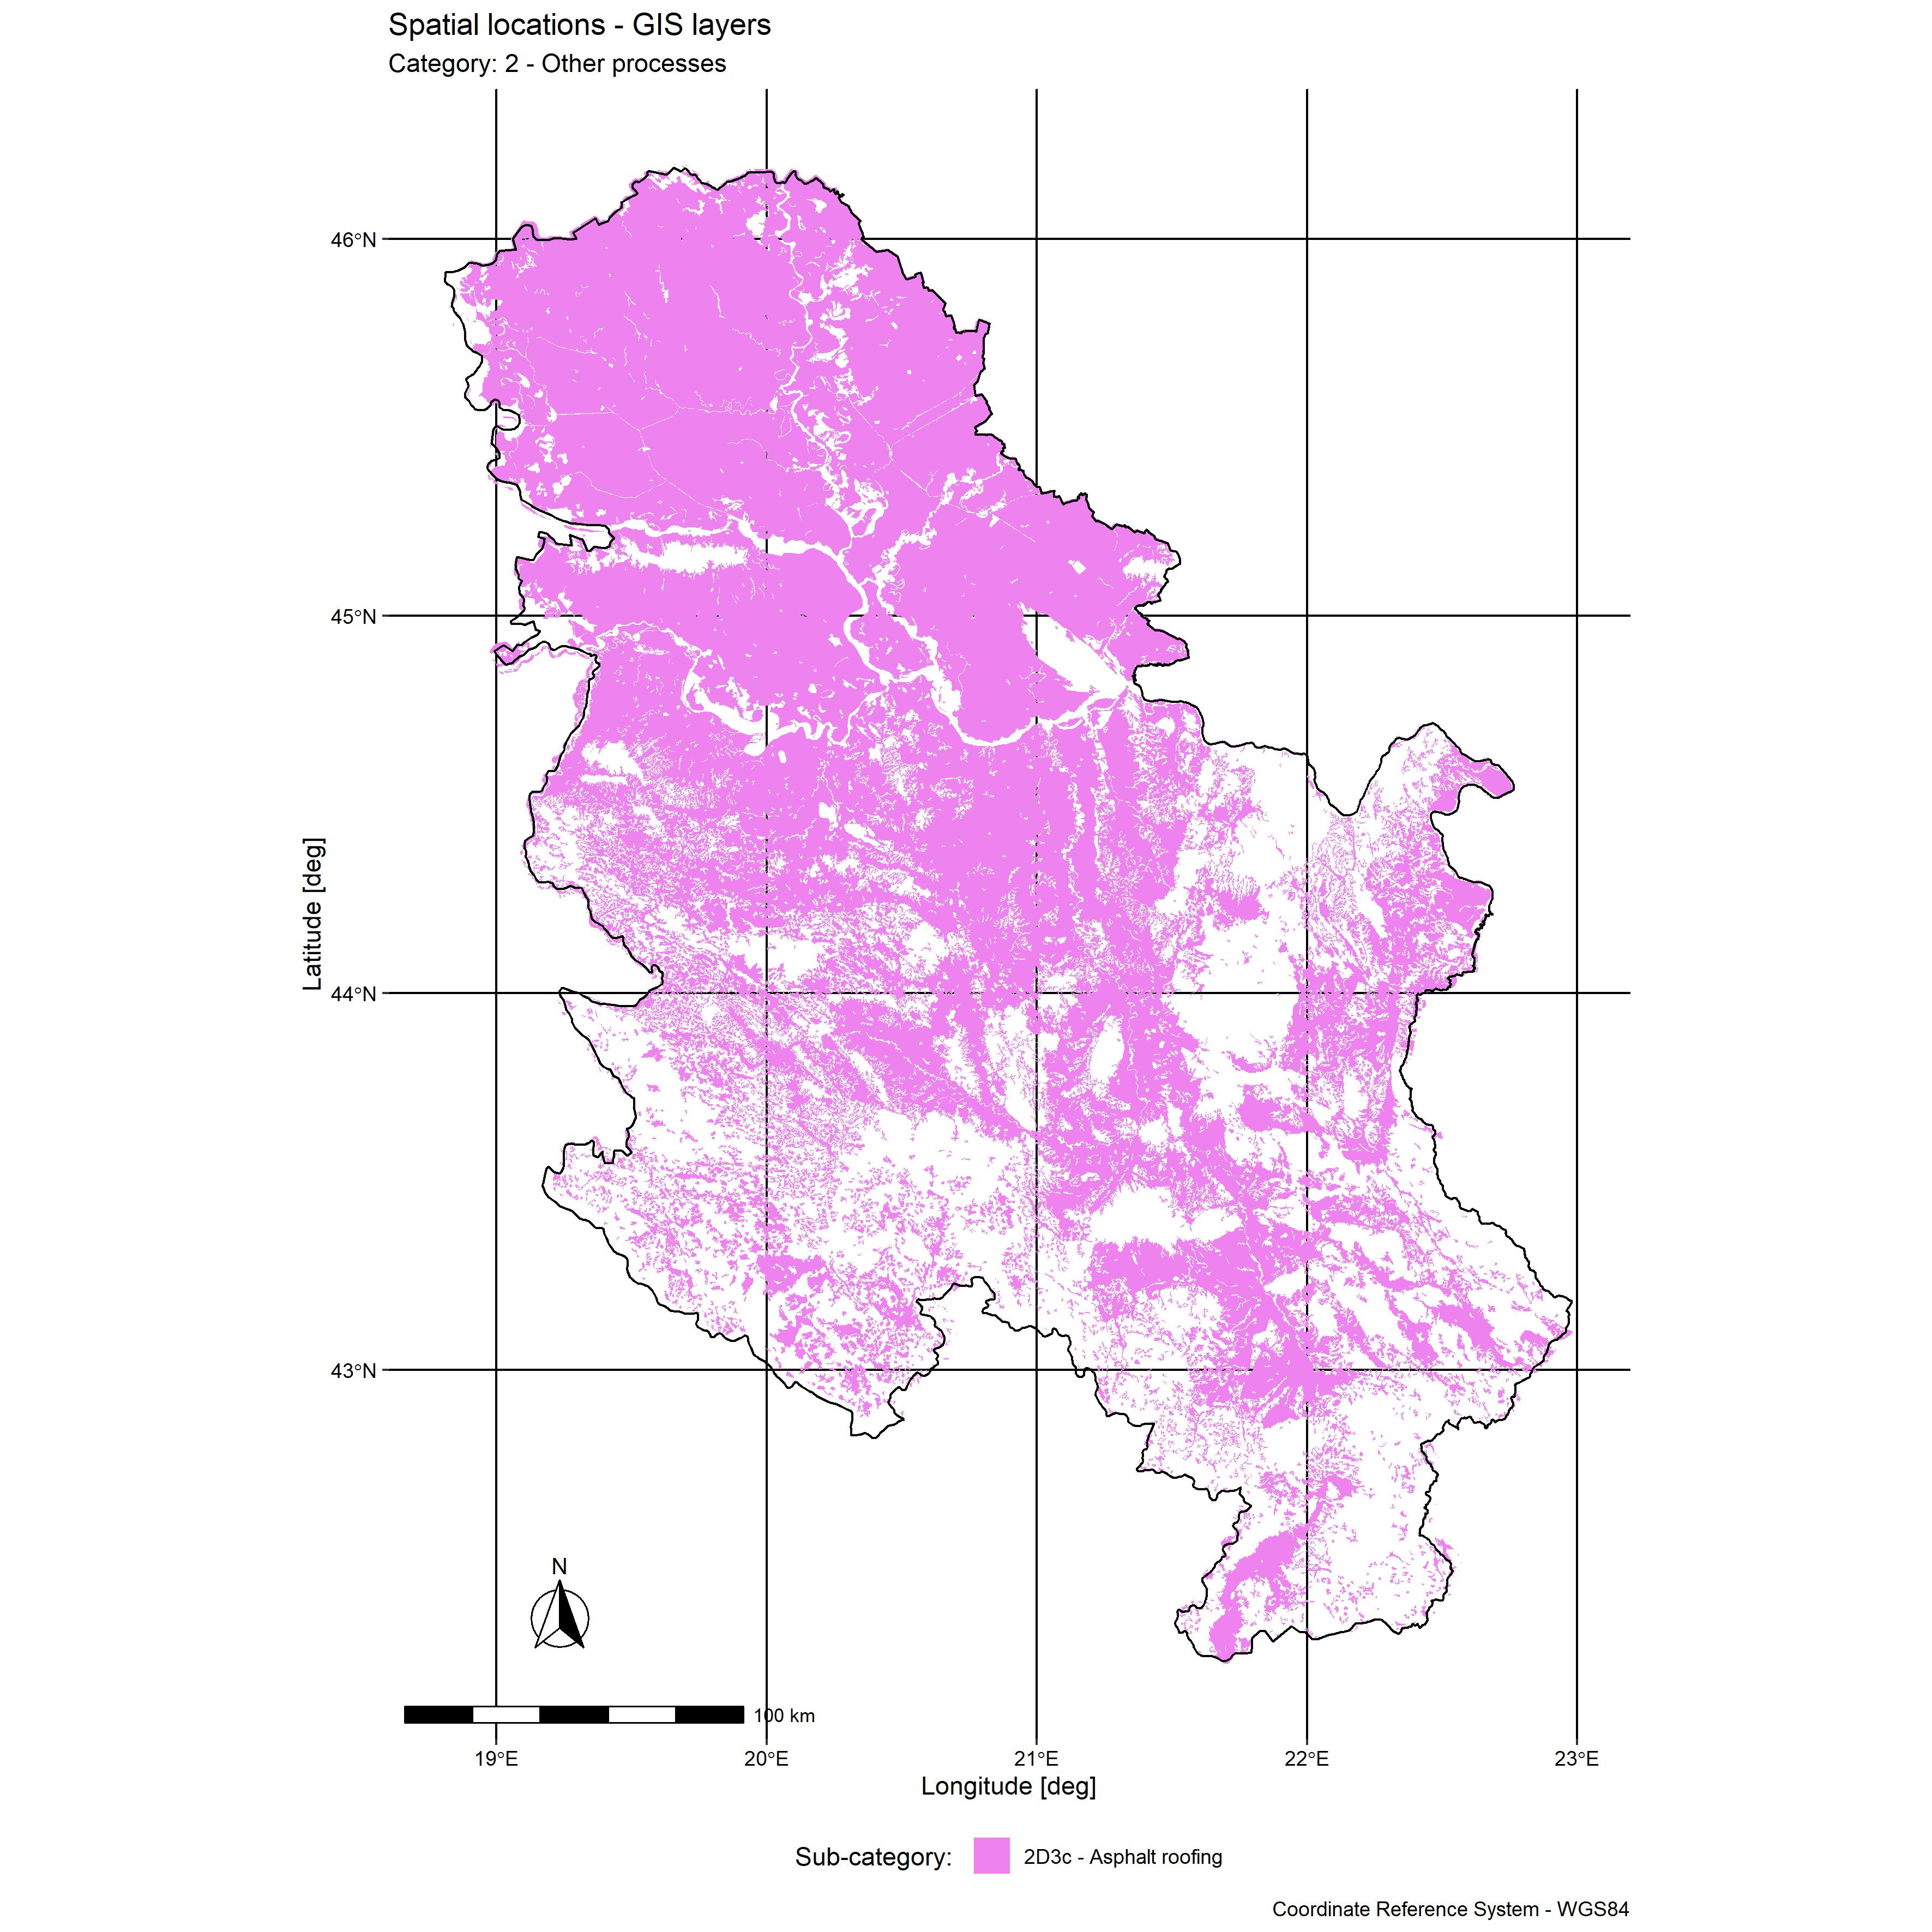 Spatial locations - GIS layers
Category: 2 - Other processes
46°N
45°N
44°N
43°N
Latitude [deg]
N
100 km
19°E 20°E 21°E 22°E 23°E
Longitude [deg]
Sub-category: 2D3c - Asphalt roofing
Coordinate Reference System - WGS84